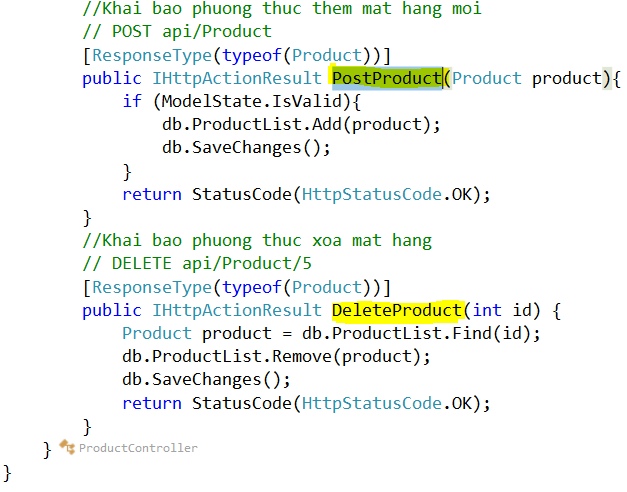 //Khai bao phuong thuc them mat hang moi
// POST api/Product
[ResponseType(typeof(Product))]
public IHttpActionResult PostProduct(Product product){
if (ModelState.IsValid){
db.ProductList.Add(product);
db.SaveChanges();
}
return StatusCode(HttpStatusCode.OK);
}
//Khai bao phuong thuc xoa mat hang
// DELETE api/Product/5
[ResponseType(typeof(Product))]
public IHttpActionResult DeleteProduct(int id) {
Product product = db.ProductList.Find(id);
db.ProductList.Remove(product);
db.SaveChanges();
return StatusCode(HttpStatusCode.OK);
}
} ProductController
}